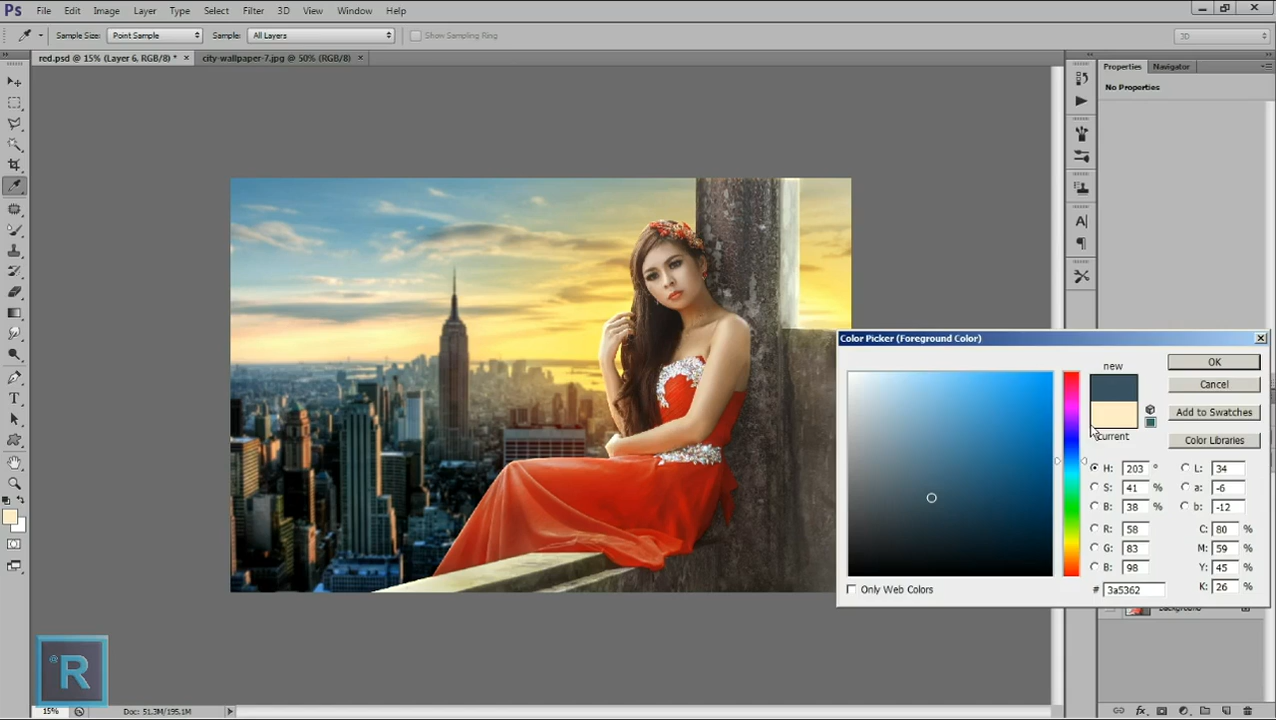 Ps File Edit Image Layer Type Select Filter 3D View Window Help
Sample Size: Point Sample Sample: All Layers Show Sampling Ring 3D
red.psd @ 15% (Layer 6, RGB/8) * × city-wallpaper-7.jpg @ 50% (RGB/8) ×
Properties Navigator
No Properties
Color Picker (Foreground Color)
new
OK
Cancel
Add to Swatches
current
Color Libraries
H: 203 ° L: 34
S: 41 % a: -6
B: 38 % b: -12
R: 58 C: 80 %
G: 83 M: 59 %
B: 98 Y: 45 %
# 3a5362 K: 26 %
Only Web Colors
Background
@R
15% Doc: 51.3M/195.1M